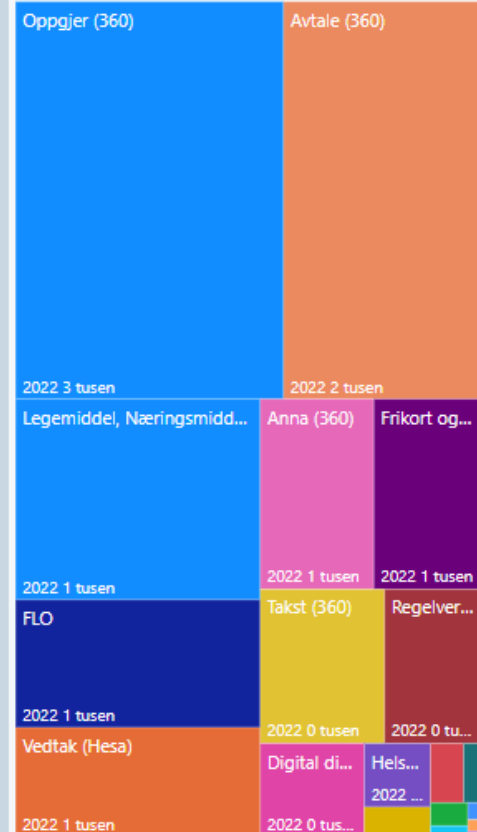 Oppgjer (360)
2022 3 tusen
Avtale (360)
2022 2 tusen
Legemiddel, Næringsmidd...
2022 1 tusen
Anna (360)
2022 1 tusen
Frikort og...
2022 1 tusen
FLO
2022 1 tusen
Takst (360)
2022 0 tusen
Regelver...
2022 0 tu...
Vedtak (Hesa)
2022 1 tusen
Digital di...
2022 0 tus...
Hels...
2022 ...